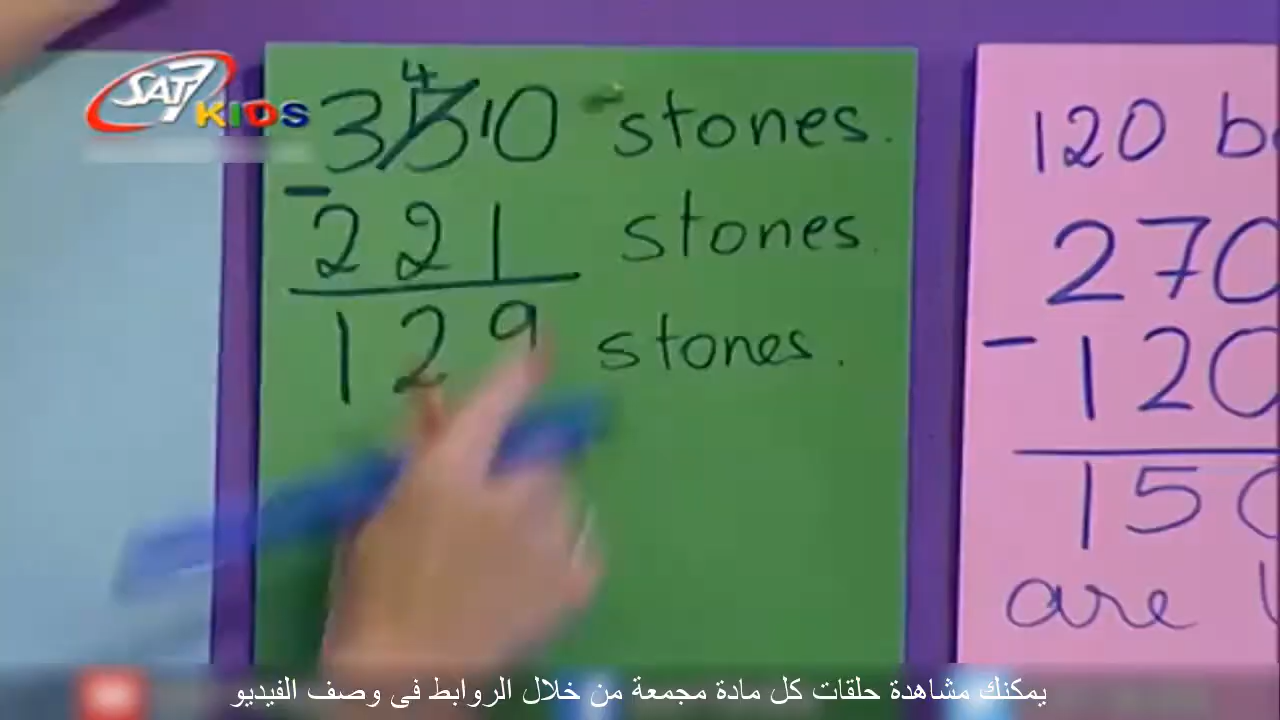 SAT7
KIDS
4
3510 stones.
-
221 stones.
129 stones.
120
270
- 120
150
are
يمكنك مشاهدة حلقات كل مادة مجمعة من خلال الروابط فى وصف الفيديو